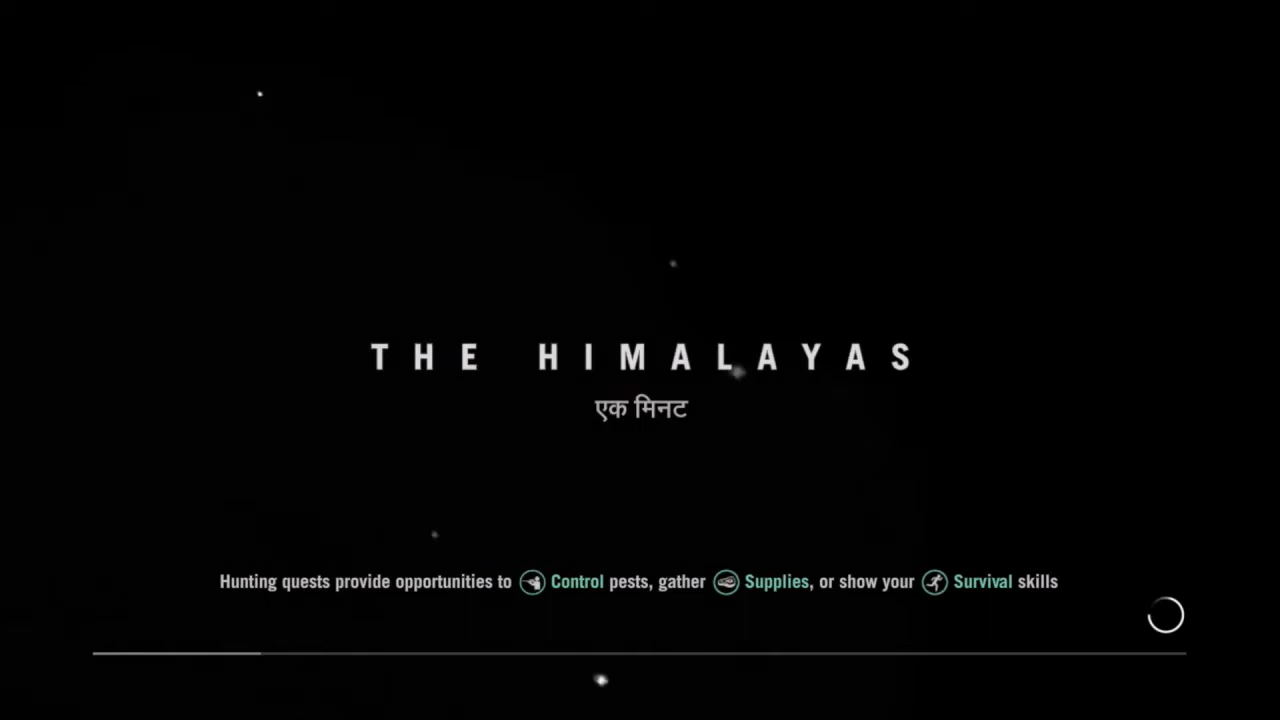 THE HIMALAYAS
एक मिनट
Hunting quests provide opportunities to Control pests, gather Supplies, or show your Survival skills